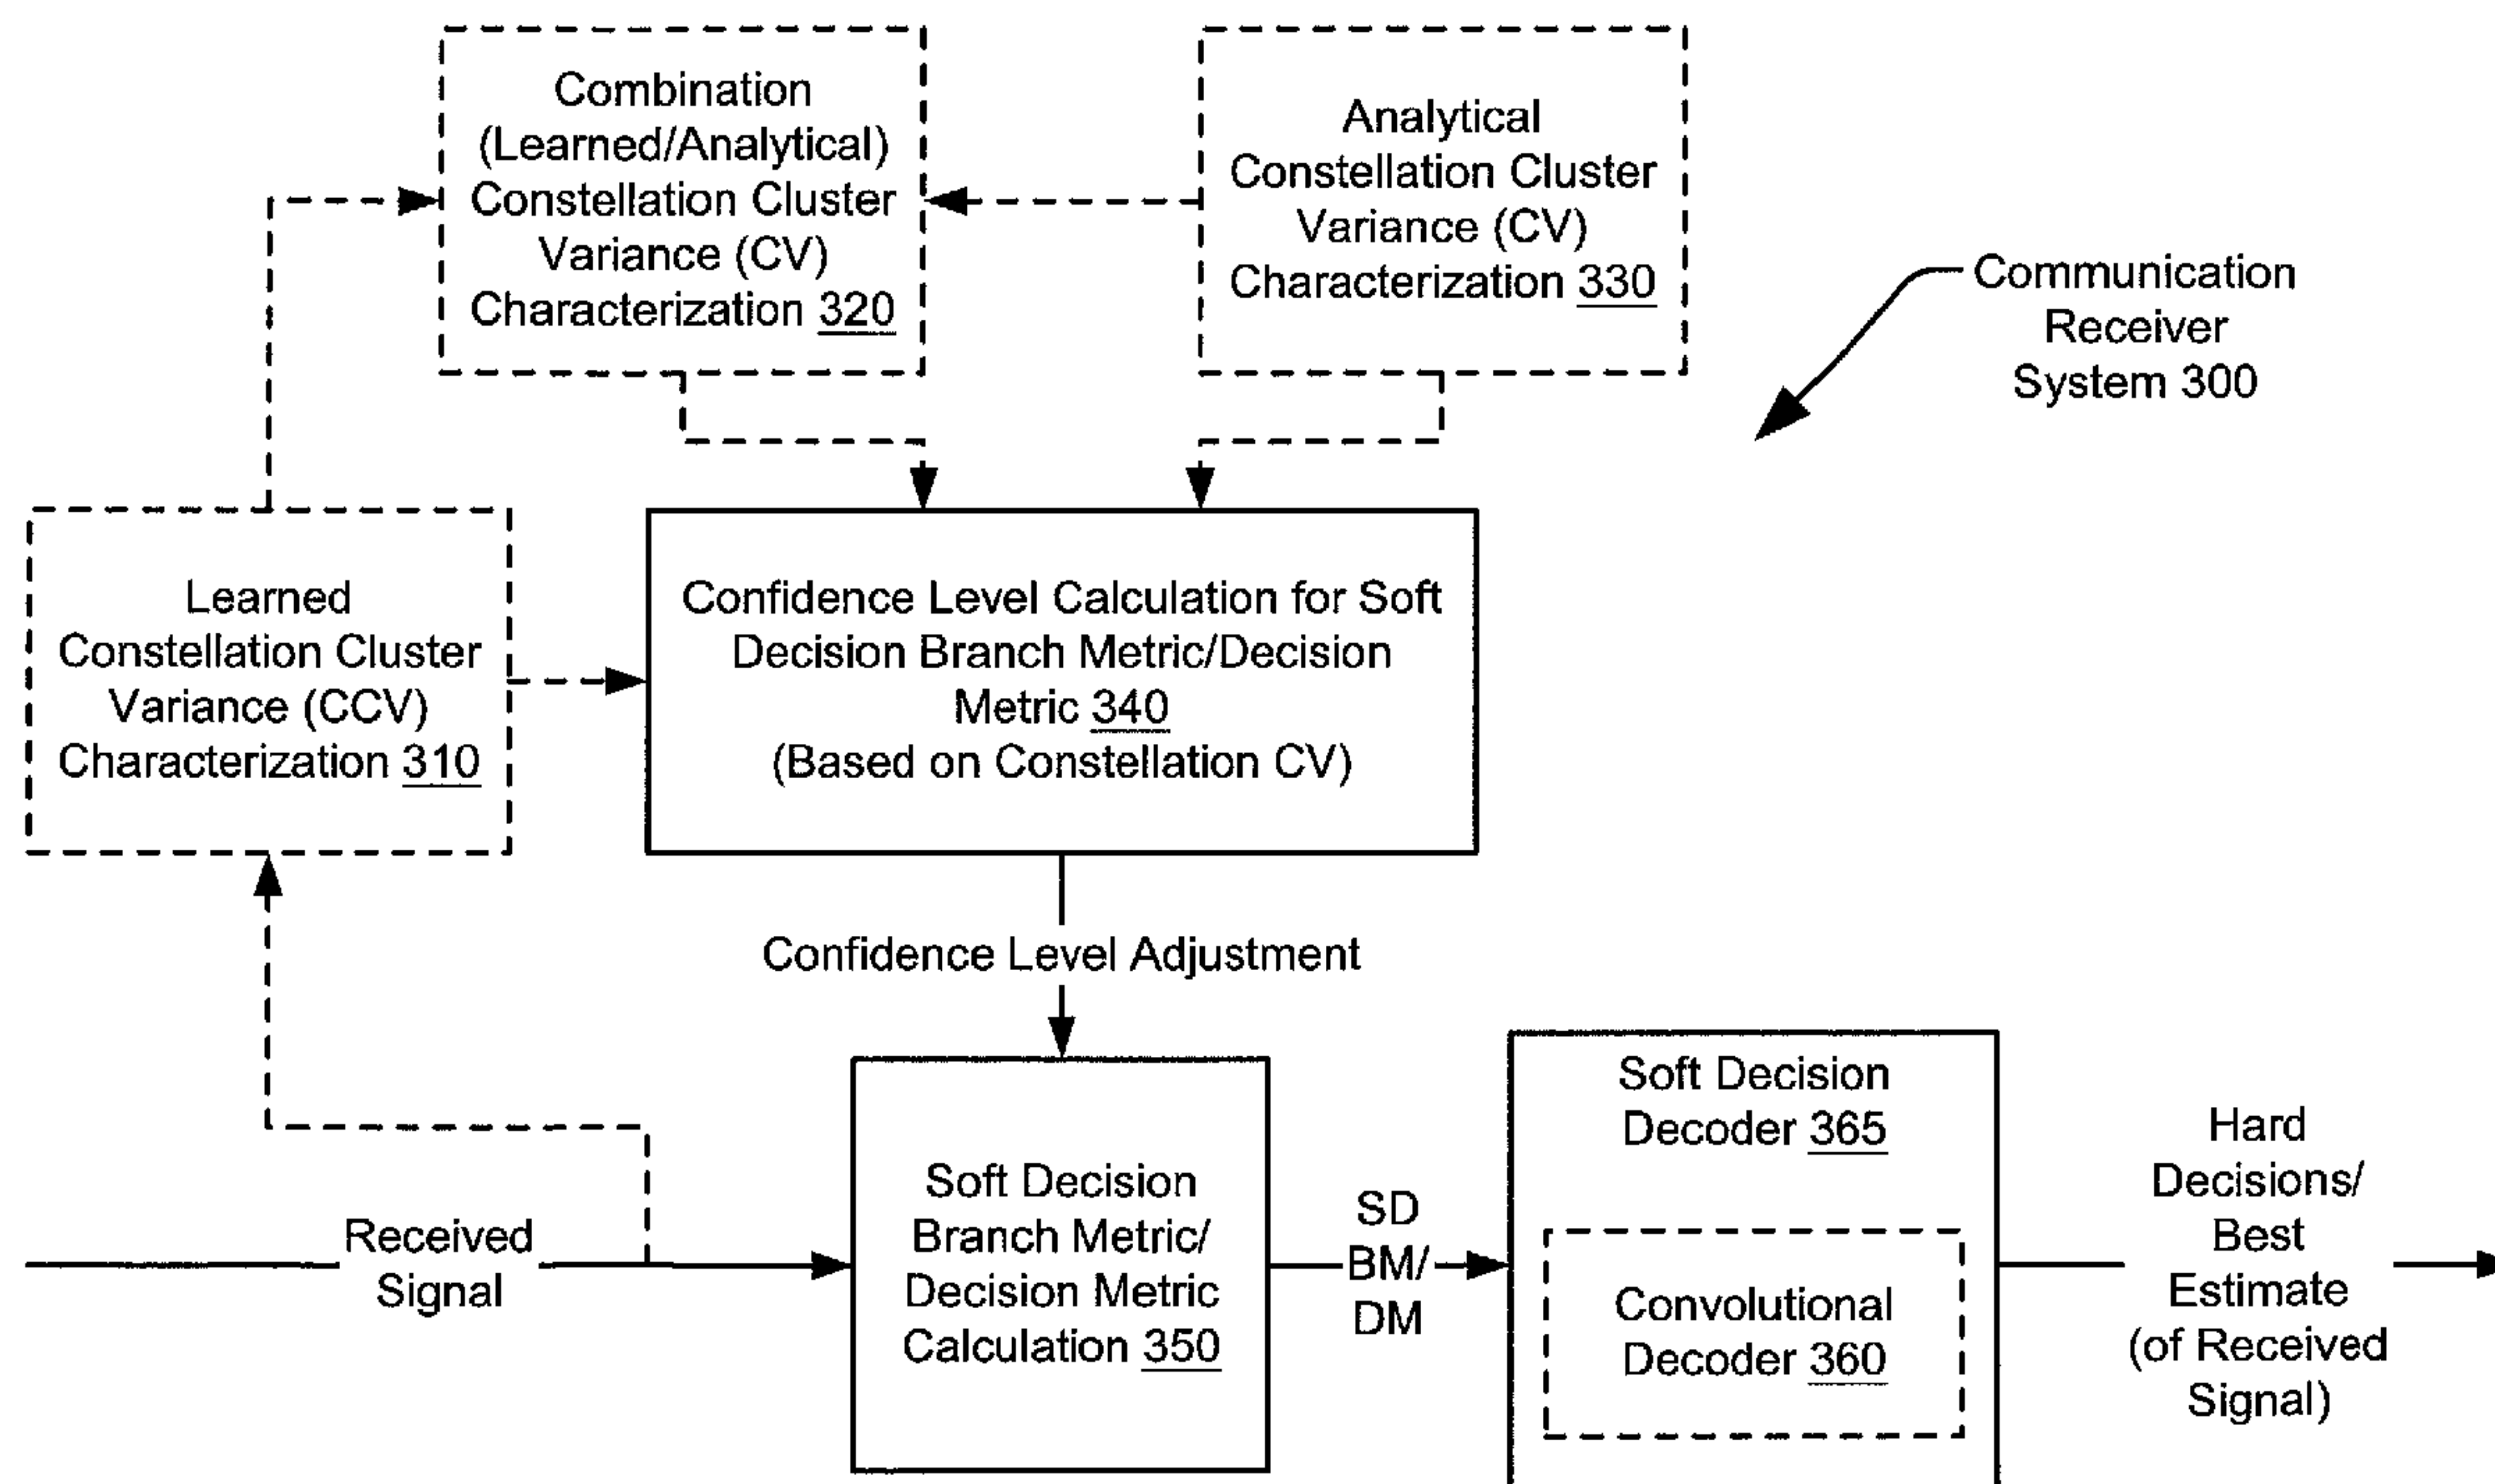 Combination
(Learned/Analytical)
Constellation Cluster
Variance (CV)
Characterization 320
Analytical
Constellation Cluster
Variance (CV)
Characterization 330
Communication
Receiver
System 300
Learned
Constellation Cluster
Variance (CCV)
Characterization 310
Confidence Level Calculation for Soft
Decision Branch Metric/Decision
Metric 340
(Based on Constellation CV)
Confidence Level Adjustment
Received
Signal
Soft Decision
Branch Metric/
Decision Metric
Calculation 350
SD
BM/
DM
Soft Decision
Decoder 365
Convolutional
Decoder 360
Hard
Decisions/
Best
Estimate
(of Received
Signal)